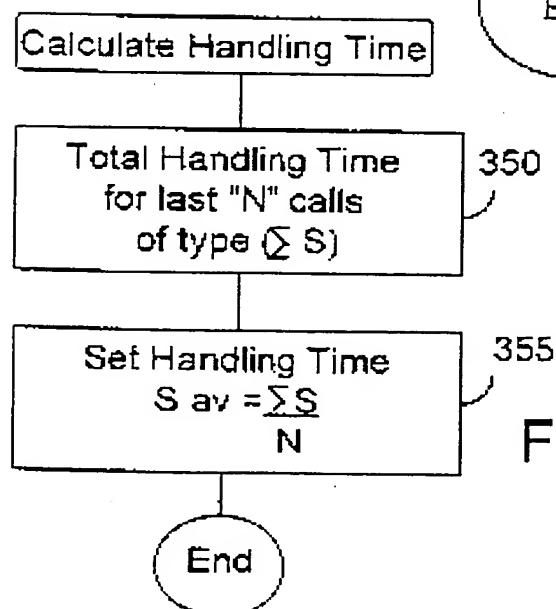 Calculate Handling Time
Total Handling Time
for last "N" calls
of type (∑ S)
350
Set Handling Time
S av = ∑S
N
355
F
End